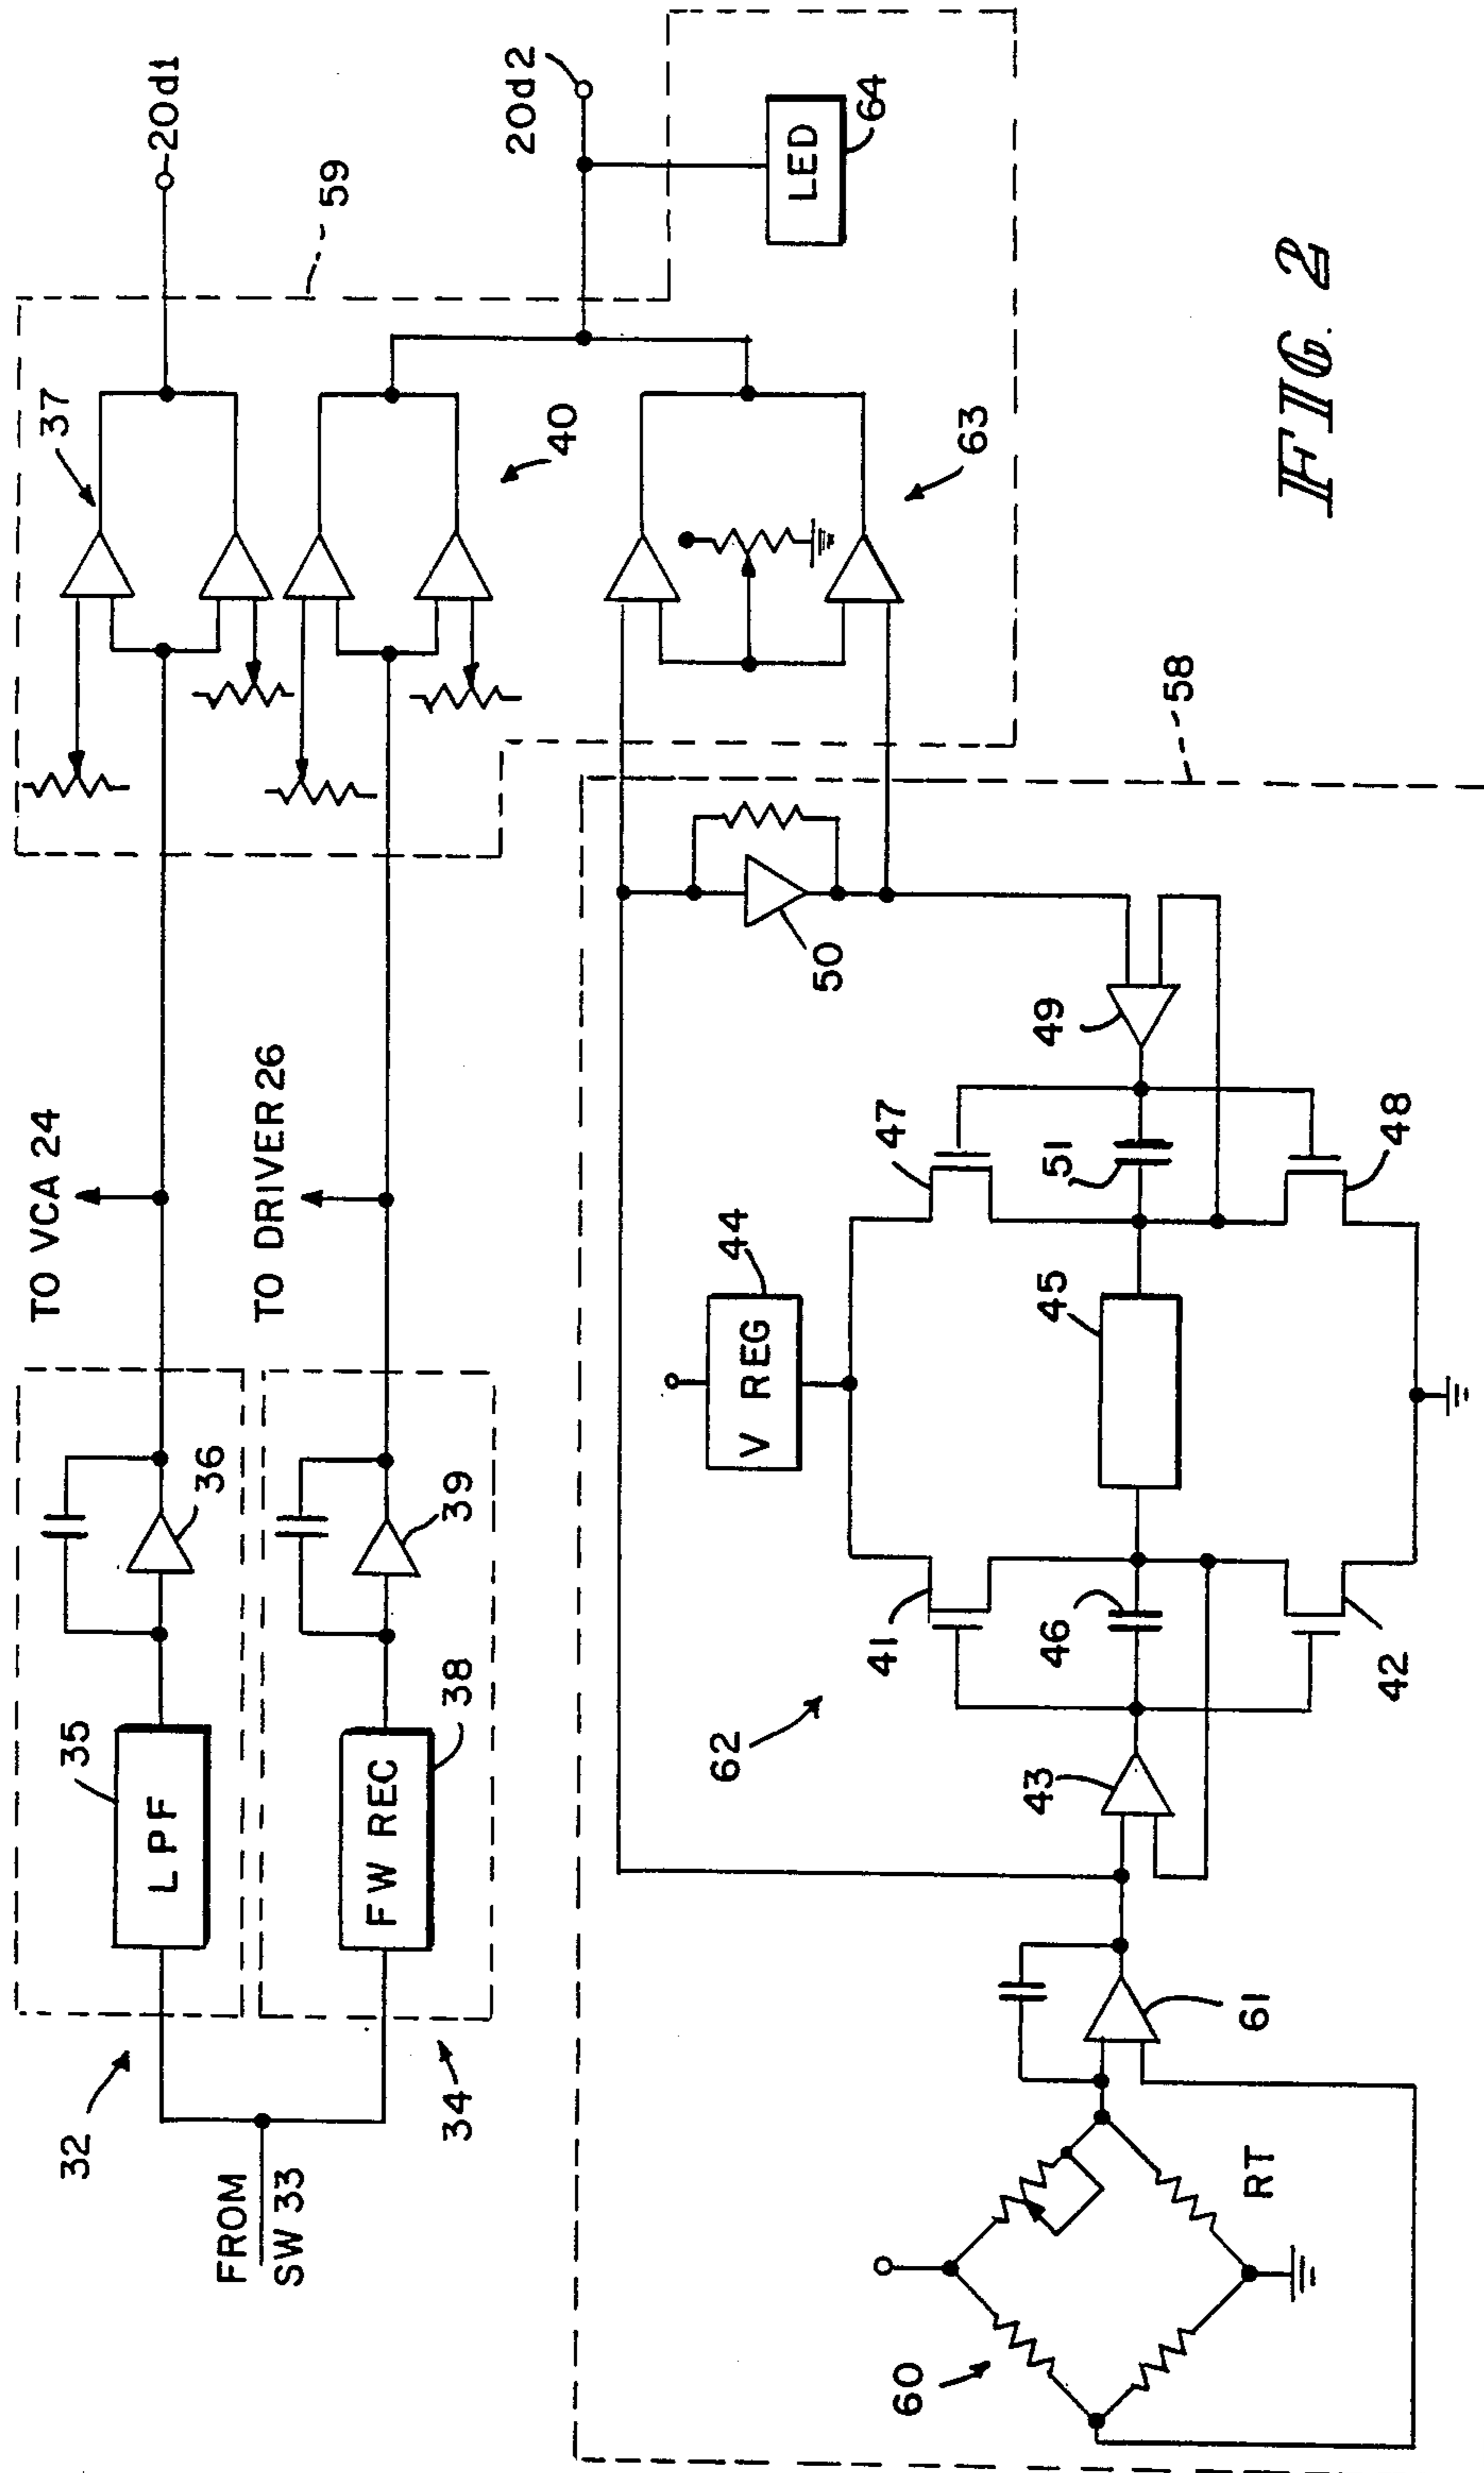 TO VCA 24
TO DRIVER 26
FROM
SW 33
32
34
35
LPF
36
38
FW REC
39
37
59
20d1
40
20d2
LED
64
63
58
50
49
47
51
48
44
V REG
45
41
46
42
62
43
61
60
RT
FIG. 2